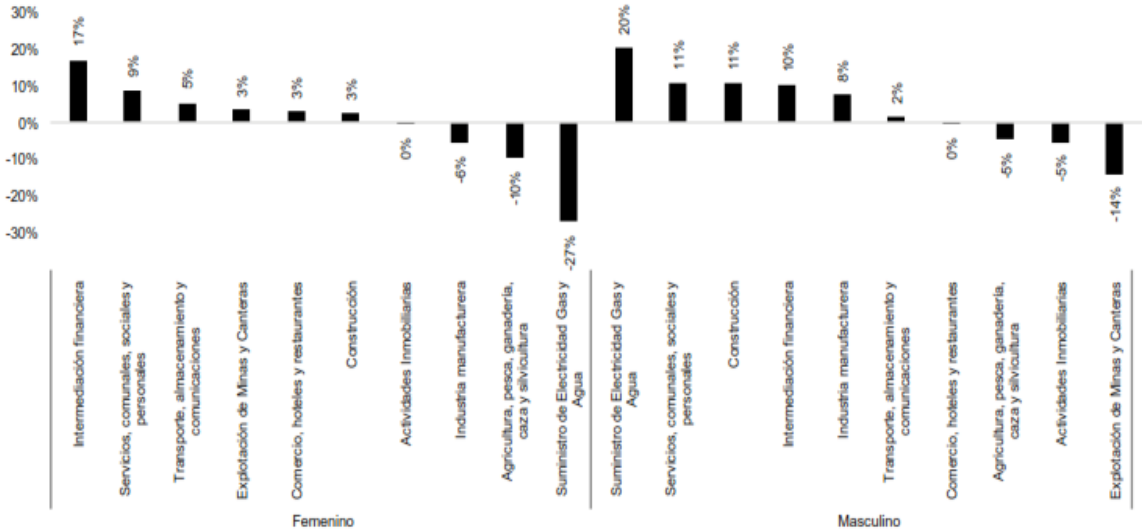 30%
20%
10%
0%
-10%
-20%
-30%
17%
9%
5%
3%
3%
3%
0%
-6%
-10%
-27%
20%
11%
11%
10%
8%
2%
0%
-5%
-5%
-14%
Intermediación financiera
Servicios, comunales, sociales y
personales
Transporte, almacenamiento y
comunicaciones
Explotación de Minas y Canteras
Comercio, hoteles y restaurantes
Construcción
Actividades Inmobiliarias
Industria manufacturera
Agricultura, pesca, ganadería,
caza y silvicultura
Suministro de Electricidad Gas y
Agua
Suministro de Electricidad Gas y
Agua
Servicios, comunales, sociales y
personales
Construcción
Intermediación financiera
Industria manufacturera
Transporte, almacenamiento y
comunicaciones
Comercio, hoteles y restaurantes
Agricultura, pesca, ganadería,
caza y silvicultura
Actividades Inmobiliarias
Explotación de Minas y Canteras
Femenino
Masculino